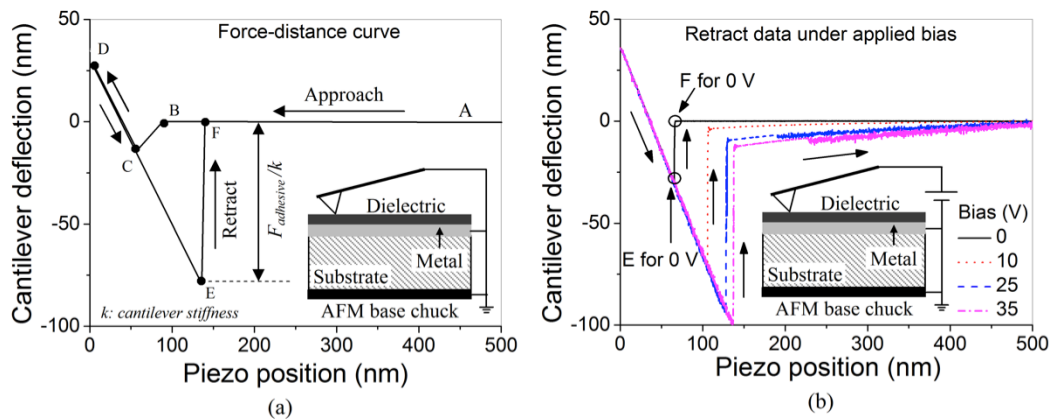 Force-distance curve
Cantilever deflection (nm)
50
0
-50
-100
D
B
C
F
A
E
Approach
Retract
F_adhesive/k
Dielectric
Metal
Substrate
AFM base chuck
k: cantilever stiffness
0 100 200 300 400 500
Piezo position (nm)
(a)
Retract data under applied bias
Cantilever deflection (nm)
50
0
-50
-100
F for 0 V
E for 0 V
Dielectric
Metal
Substrate
AFM base chuck
Bias (V)
0
10
25
35
0 100 200 300 400 500
Piezo position (nm)
(b)